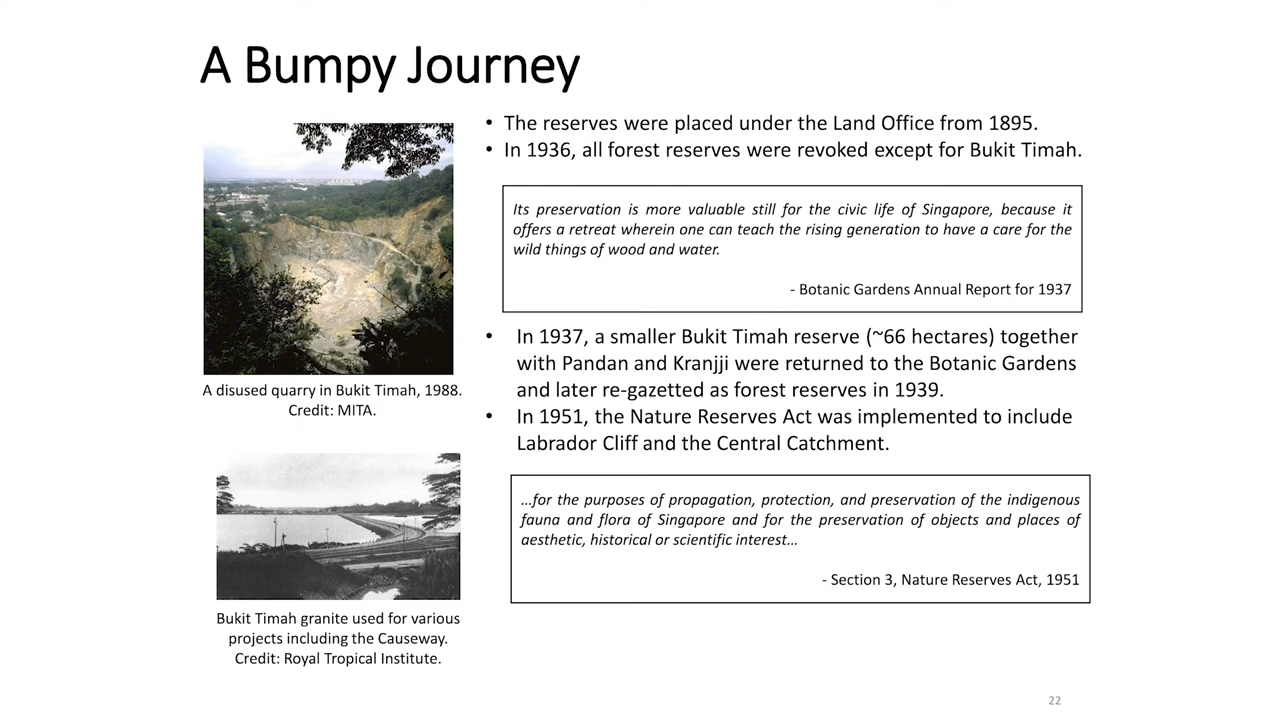 A Bumpy Journey
• The reserves were placed under the Land Office from 1895.
• In 1936, all forest reserves were revoked except for Bukit Timah.
Its preservation is more valuable still for the civic life of Singapore, because it
offers a retreat wherein one can teach the rising generation to have a care for the
wild things of wood and water.
- Botanic Gardens Annual Report for 1937
• In 1937, a smaller Bukit Timah reserve (~66 hectares) together
with Pandan and Kranjji were returned to the Botanic Gardens
and later re-gazetted as forest reserves in 1939.
• In 1951, the Nature Reserves Act was implemented to include
Labrador Cliff and the Central Catchment.
…for the purposes of propagation, protection, and preservation of the indigenous
fauna and flora of Singapore and for the preservation of objects and places of
aesthetic, historical or scientific interest…
- Section 3, Nature Reserves Act, 1951
A disused quarry in Bukit Timah, 1988.
Credit: MITA.
Bukit Timah granite used for various
projects including the Causeway.
Credit: Royal Tropical Institute.
22